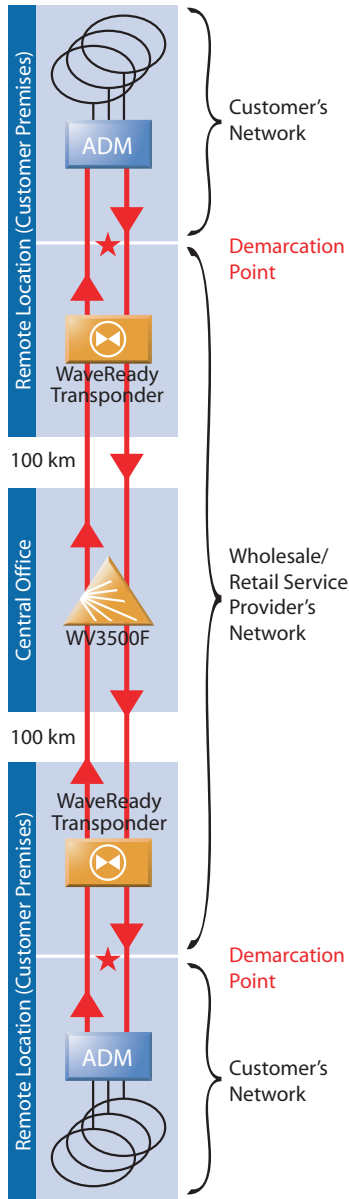 Remote Location (Customer Premises)
ADM
Customer's
Network
Demarcation
Point
WaveReady
Transponder
100 km
Central Office
WV3500F
Wholesale/
Retail Service
Provider's
Network
100 km
Remote Location (Customer Premises)
WaveReady
Transponder
Demarcation
Point
ADM
Customer's
Network